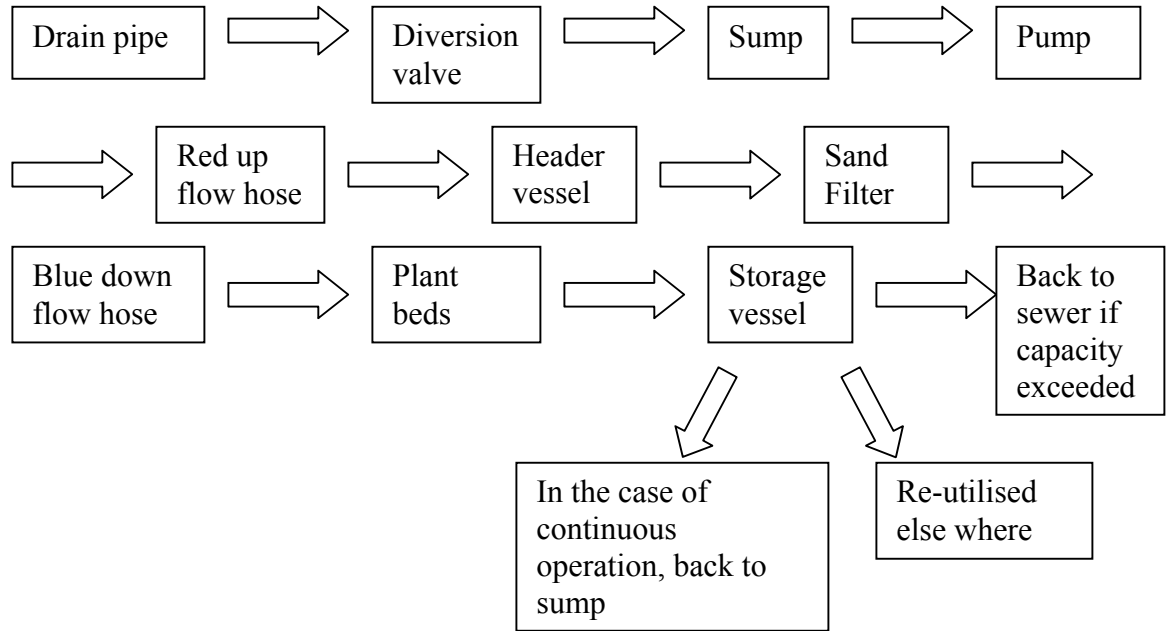 Drain pipe
Diversion
valve
Sump
Pump
Red up
flow hose
Header
vessel
Sand
Filter
Blue down
flow hose
Plant
beds
Storage
vessel
Back to
sewer if
capacity
exceeded
In the case of
continuous
operation, back to
sump
Re-utilised
else where